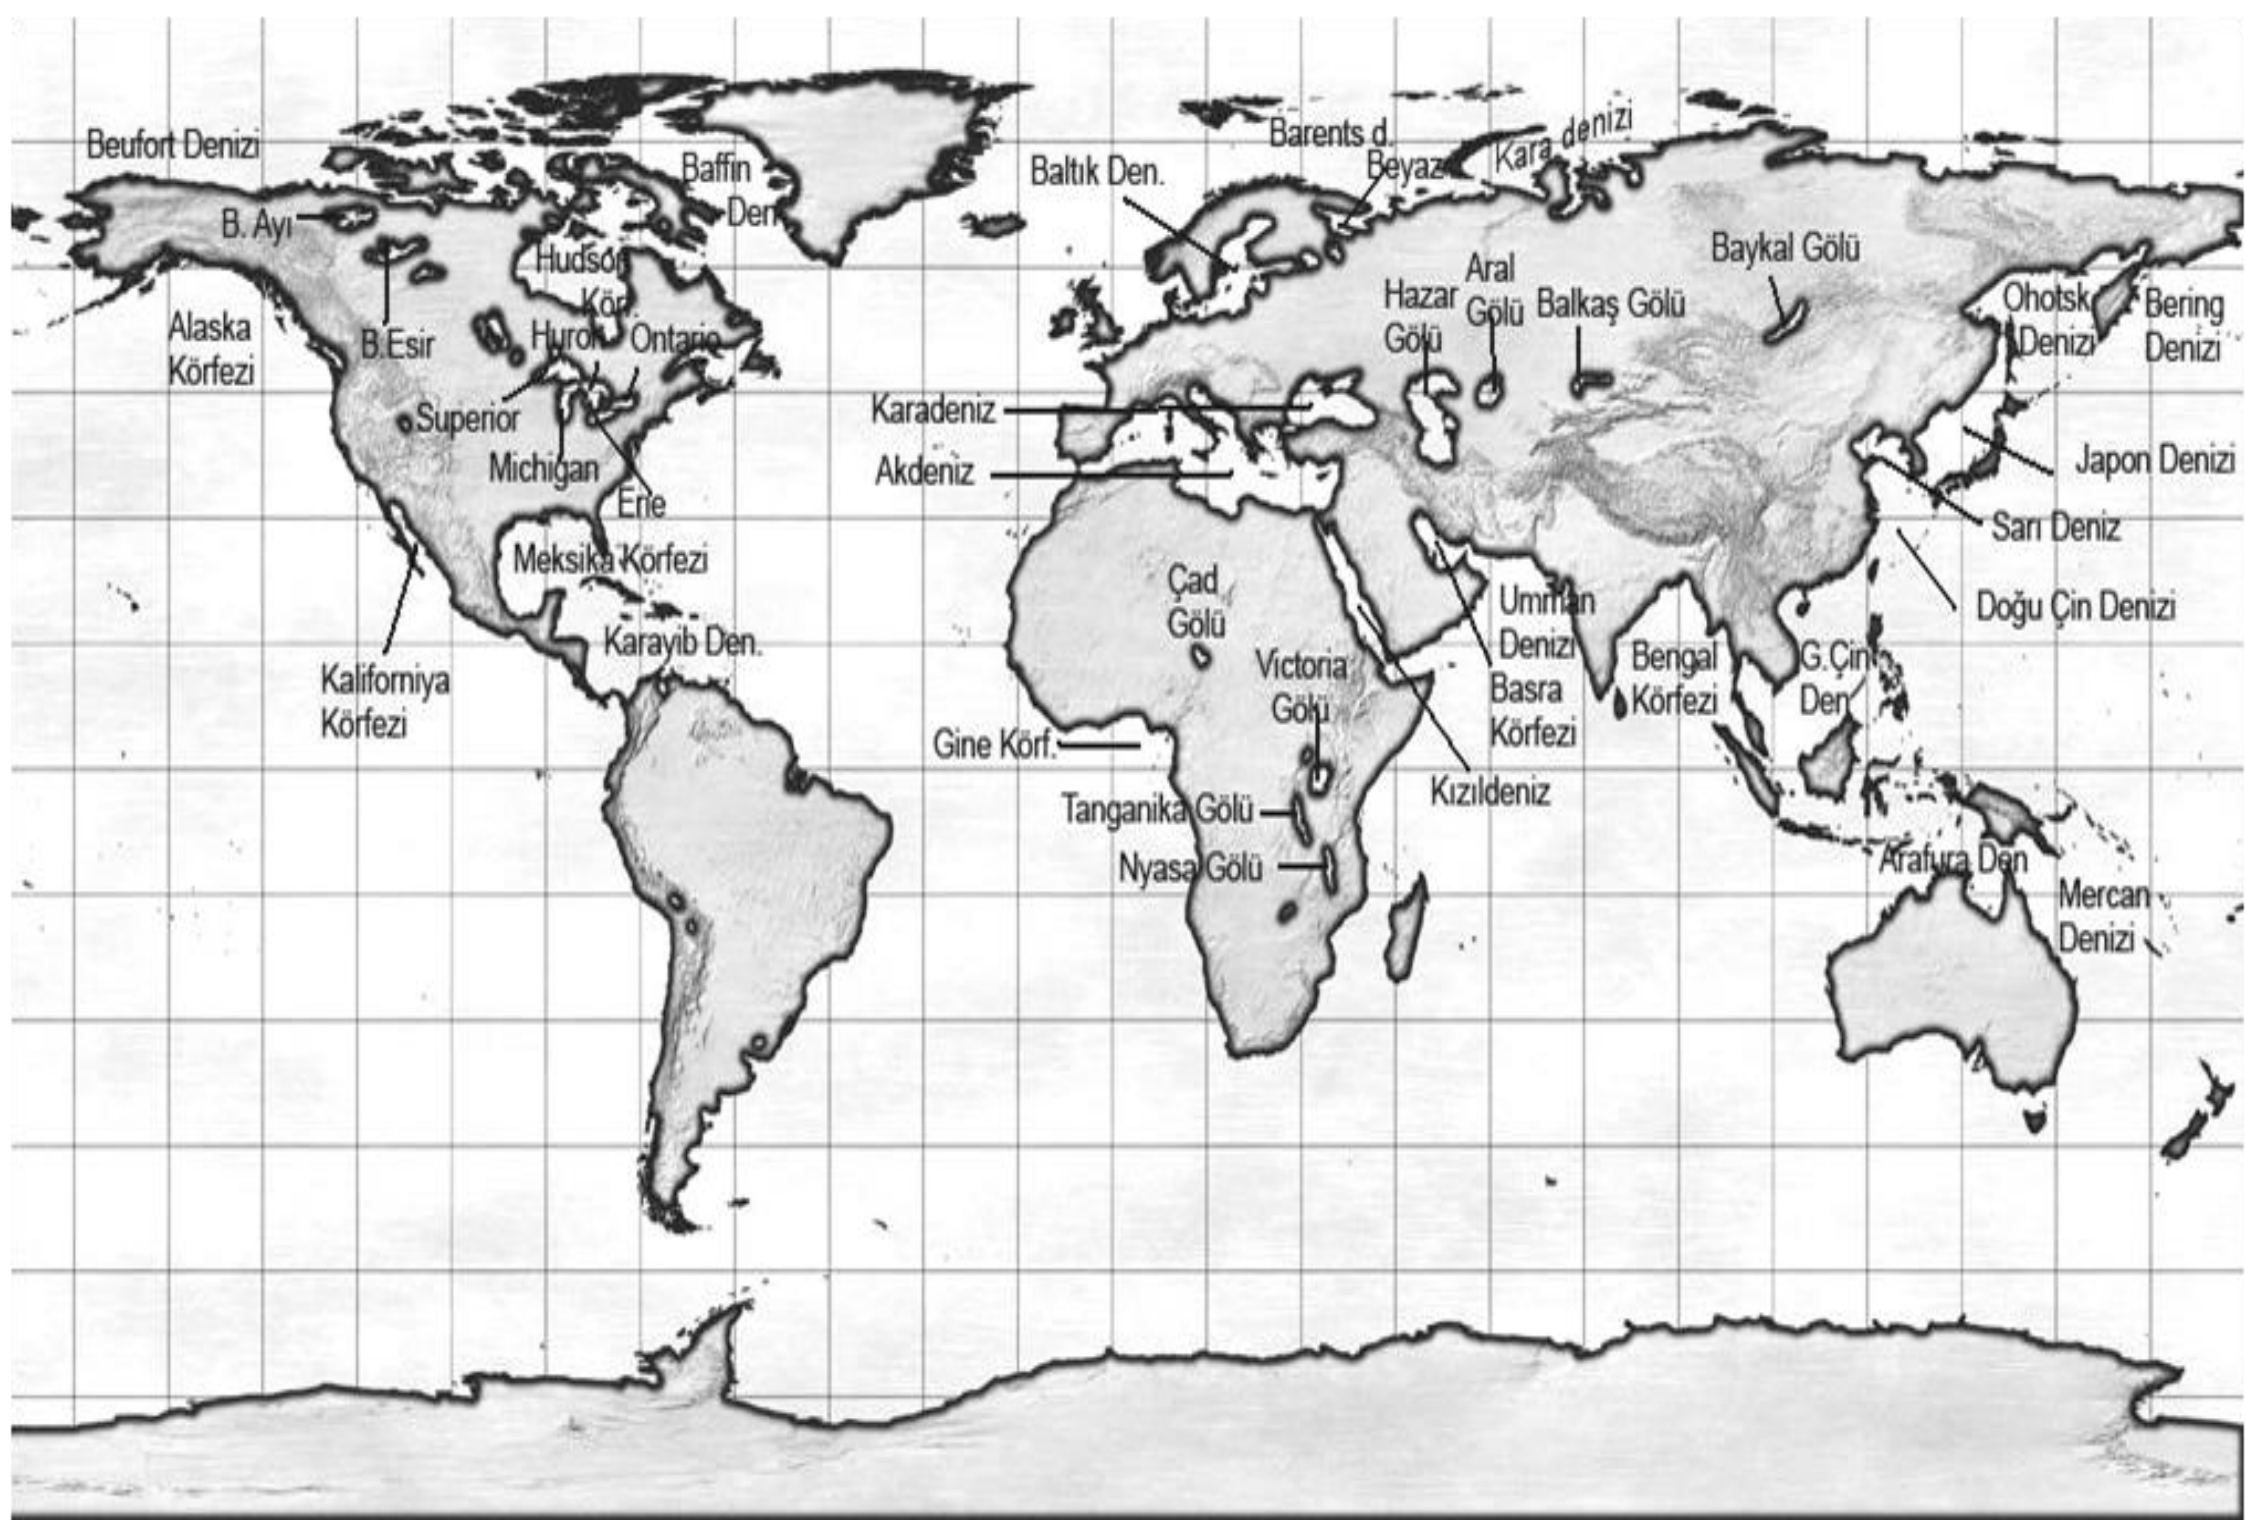 Beufort Denizi
Baffin
Den
B. Ayı
Hudson
Kör
B.Esir
Huron
Ontario
Alaska
Körfezi
Superior
Michigan
Erie
Meksika Körfezi
Karayib Den.
Kaliforniya
Körfezi
Barents d.
Kara denizi
Beyaz
Baltık Den.
Baykal Gölü
Aral
Gölü
Hazar
Gölü
Balkaş Gölü
Ohotsk
Denizi
Bering
Denizi
Karadeniz
Akdeniz
Japon Denizi
Sarı Deniz
Doğu Çin Denizi
Çad
Gölü
Umman
Denizi
Victoria
Gölü
Basra
Körfezi
Bengal
Körfezi
G.Çin
Den
Gine Körf.
Kızıldeniz
Tanganika Gölü
Nyasa Gölü
Arafura Den
Mercan
Denizi